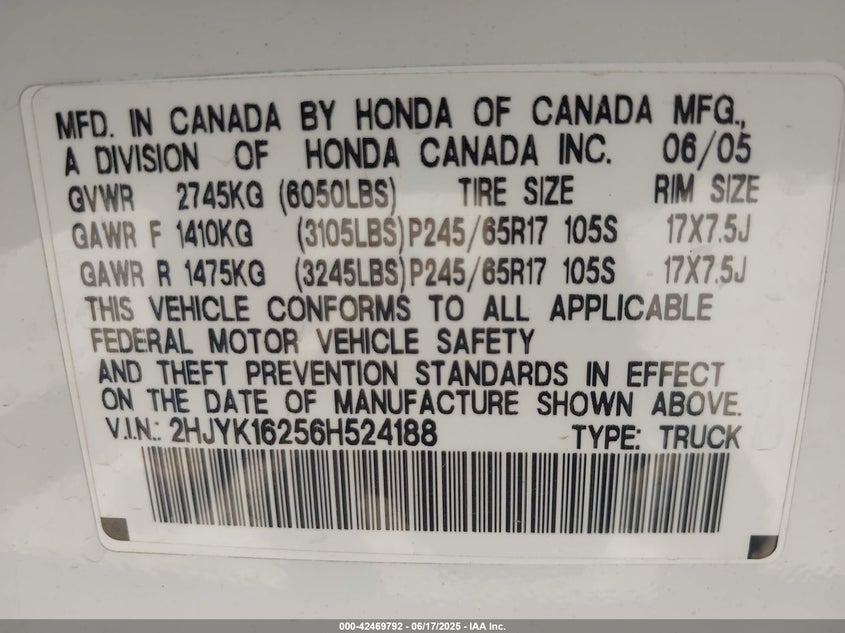 MFD. IN CANADA BY HONDA OF CANADA MFG.,
A DIVISION OF HONDA CANADA INC. 06/05
GVWR 2745KG (6050LBS) TIRE SIZE RIM SIZE
GAWR F 1410KG (3105LBS) P245/65R17 105S 17X7.5J
GAWR R 1475KG (3245LBS) P245/65R17 105S 17X7.5J
THIS VEHICLE CONFORMS TO ALL APPLICABLE
FEDERAL MOTOR VEHICLE SAFETY
AND THEFT PREVENTION STANDARDS IN EFFECT
ON THE DATE OF MANUFACTURE SHOWN ABOVE.
V.I.N.: 2HJYK16256H524188 TYPE: TRUCK
000-42469792 - 06/17/2025 - IAA Inc.